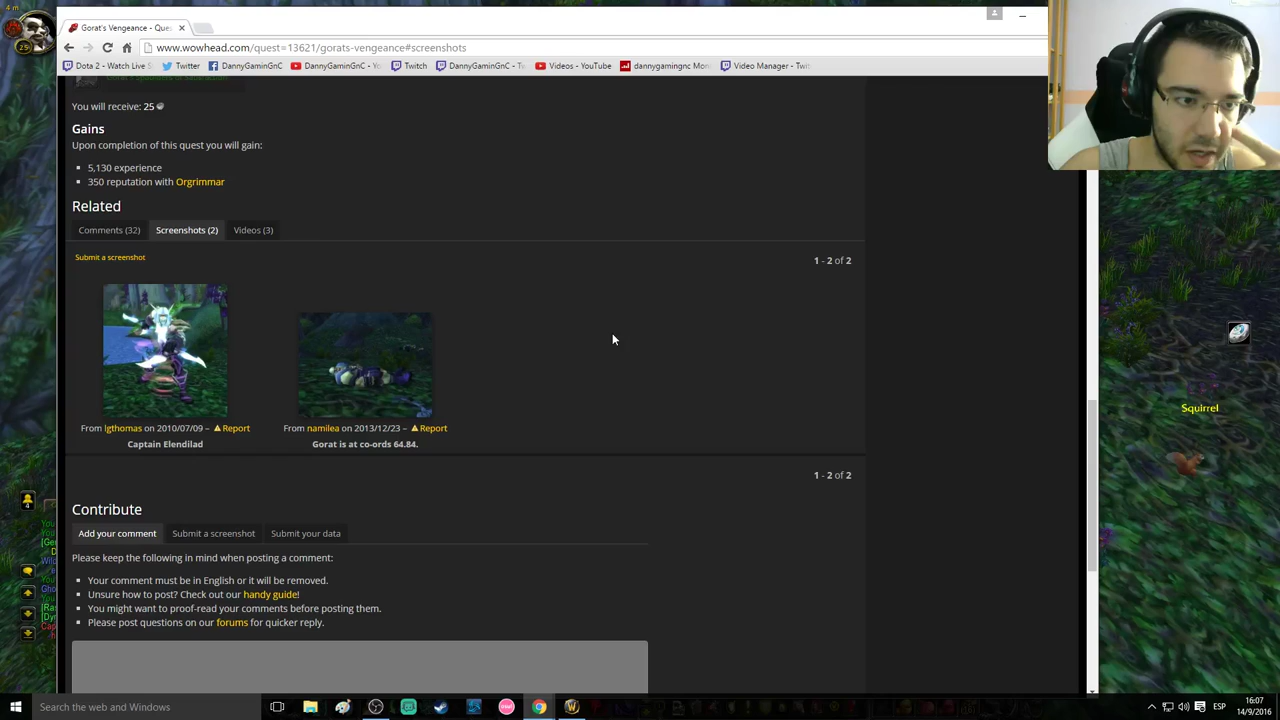 4 m
25
Gorat's Vengeance - Ques
www.wowhead.com/quest=13621/gorats-vengeance#screenshots
Dota 2 - Watch Live S Twitter DannyGaminGnC DannyGaminGnC - Yo Twitch DannyGaminGnC - Tw Videos - YouTube dannygamingnc Mon Video Manager - Twit
You will receive: 25
Gains
Upon completion of this quest you will gain:
5,130 experience
350 reputation with Orgrimmar
Related
Comments (32) Screenshots (2) Videos (3)
Submit a screenshot
1 - 2 of 2
From lgthomas on 2010/07/09 – Report
Captain Elendilad
From namilea on 2013/12/23 – Report
Gorat is at co-ords 64.84.
1 - 2 of 2
Squirrel
Contribute
Add your comment Submit a screenshot Submit your data
Please keep the following in mind when posting a comment:
Your comment must be in English or it will be removed.
Unsure how to post? Check out our handy guide!
You might want to proof-read your comments before posting them.
Please post questions on our forums for quicker reply.
Search the web and Windows
ESP
16:07
14/9/2016